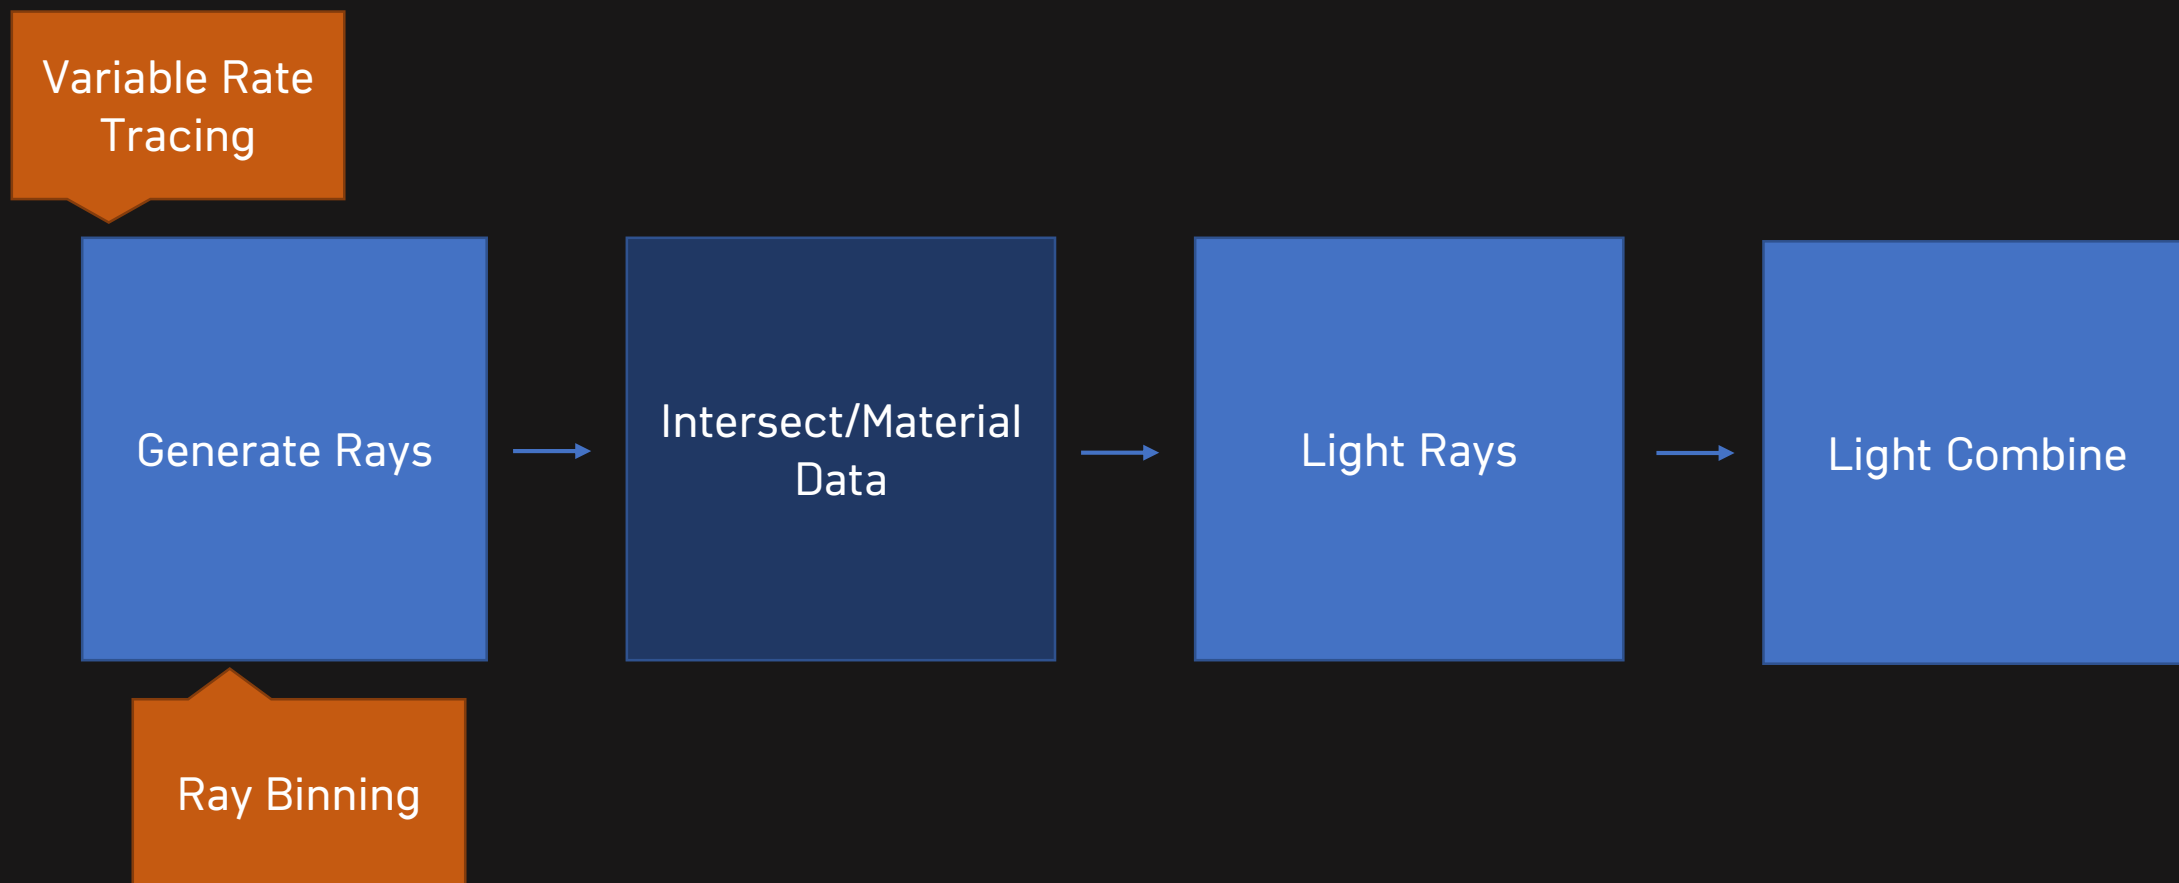 Variable Rate
Tracing
Generate Rays
Intersect/Material
Data
Light Rays
Light Combine
Ray Binning